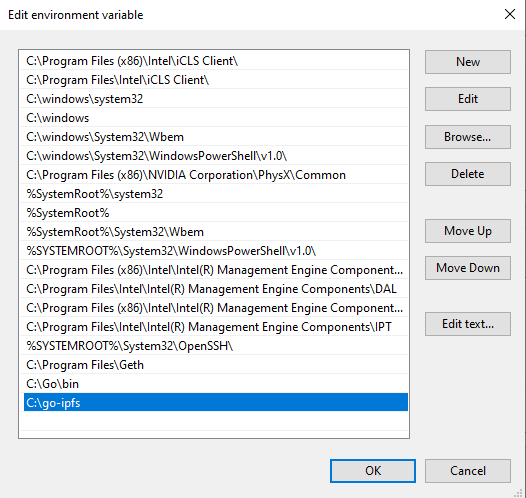 Edit environment variable
C:\Program Files (x86)\Intel\iCLS Client\
C:\Program Files\Intel\iCLS Client\
C:\windows\system32
C:\windows
C:\windows\System32\Wbem
C:\windows\System32\WindowsPowerShell\v1.0\
C:\Program Files (x86)\NVIDIA Corporation\PhysX\Common
%SystemRoot%\system32
%SystemRoot%
%SystemRoot%\System32\Wbem
%SYSTEMROOT%\System32\WindowsPowerShell\v1.0\
C:\Program Files (x86)\Intel\Intel(R) Management Engine Component...
C:\Program Files\Intel\Intel(R) Management Engine Components\DAL
C:\Program Files (x86)\Intel\Intel(R) Management Engine Component...
C:\Program Files\Intel\Intel(R) Management Engine Components\IPT
%SYSTEMROOT%\System32\OpenSSH\
C:\Program Files\Geth
C:\Go\bin
C:\go-ipfs
New
Edit
Browse...
Delete
Move Up
Move Down
Edit text...
OK
Cancel